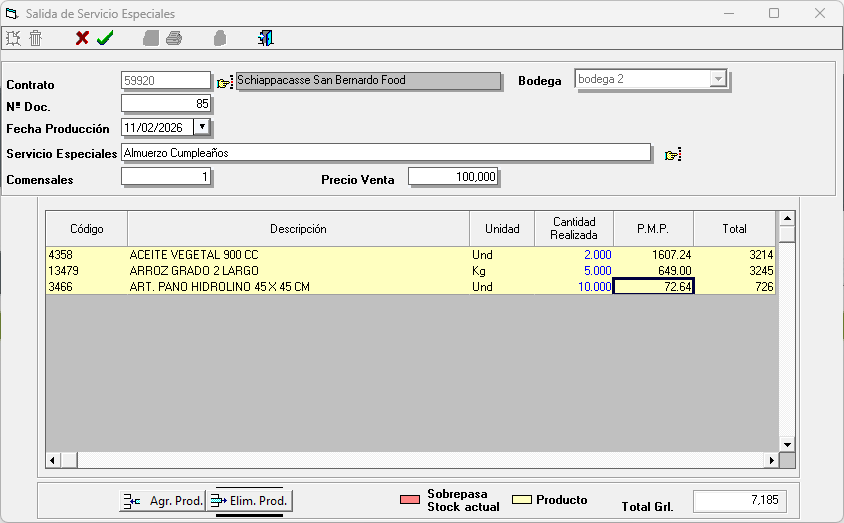 Salida de Servicio Especiales
Contrato 59920 Schiappacasse San Bernardo Food Bodega bodega 2
Nº Doc. 85
Fecha Producción 11/02/2026
Servicio Especiales Almuerzo Cumpleaños
Comensales 1 Precio Venta 100,000
Código Descripción Unidad Cantidad Realizada P.M.P. Total
4358 ACEITE VEGETAL 900 CC Und 2.000 1607.24 3214
13479 ARROZ GRADO 2 LARGO Kg 5.000 649.00 3245
3466 ART. PANO HIDROLINO 45 X 45 CM Und 10.000 72.64 726
Agr. Prod. Elim. Prod. Sobrepasa Stock actual Producto Total Grl. 7,185